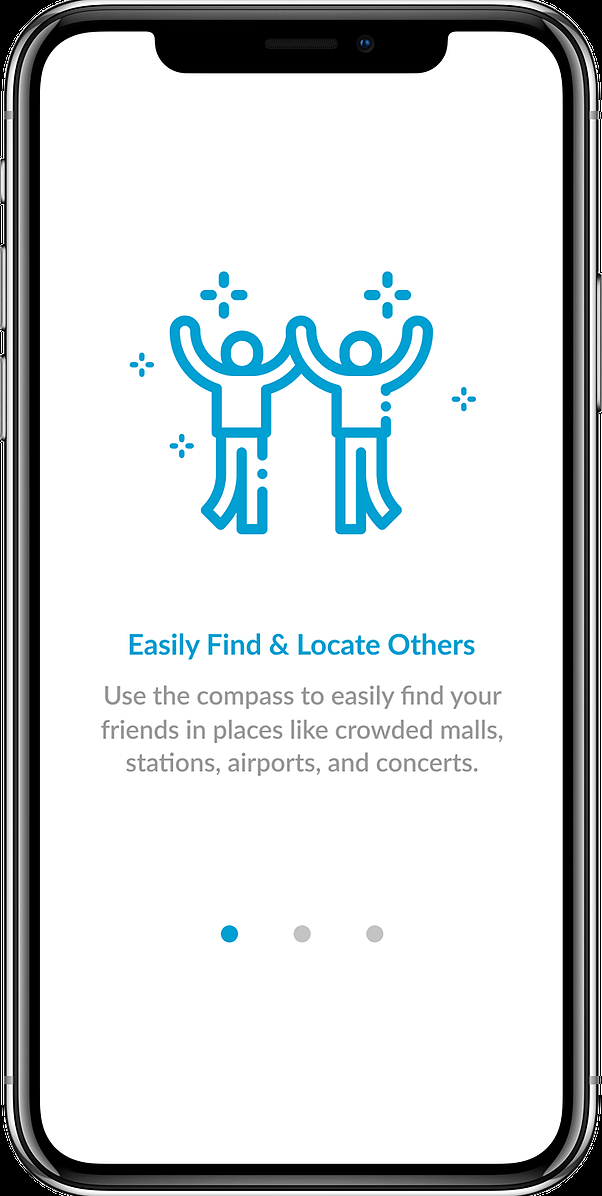 Easily Find & Locate Others
Use the compass to easily find your
friends in places like crowded malls,
stations, airports, and concerts.